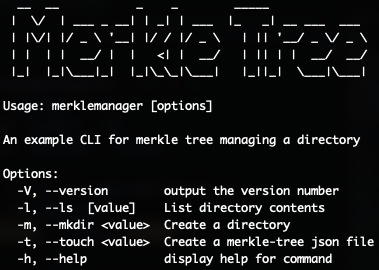 Merkle Tree
Usage: merklemanager [options]
An example CLI for merkle tree managing a directory
Options:
-V, --version output the version number
-l, --ls [value] List directory contents
-m, --mkdir <value> Create a directory
-t, --touch <value> Create a merkle-tree json file
-h, --help display help for command